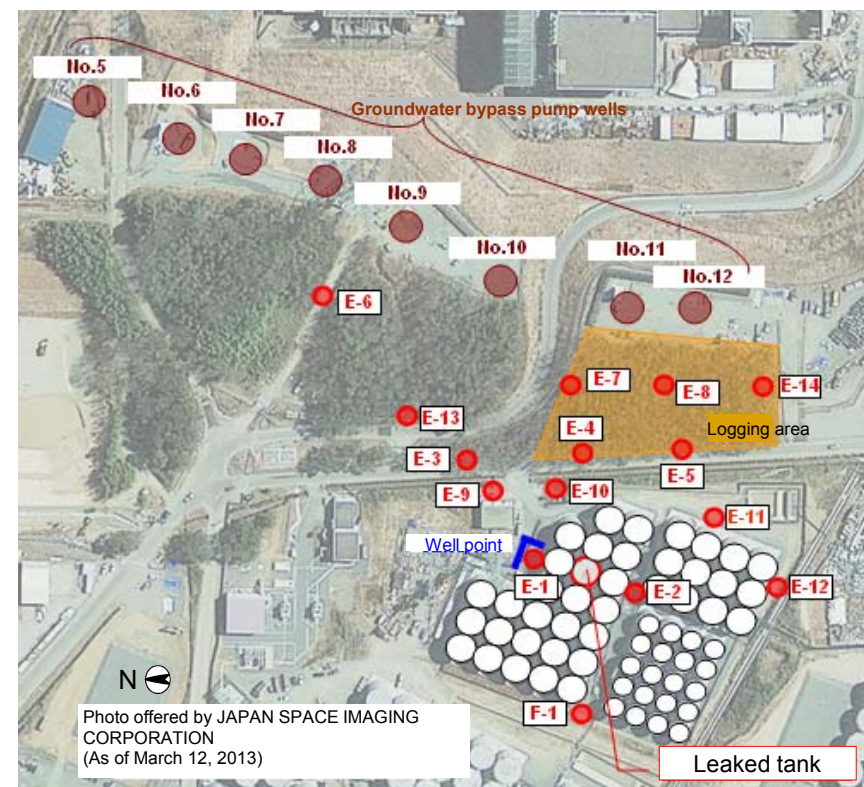 No.5
No.6
No.7
Groundwater bypass pump wells
No.8
No.9
No.10
No.11
No.12
E-6
E-7
E-8
E-14
E-13
Logging area
E-4
E-3
E-5
E-9
E-10
E-11
Well point
E-1
E-2
E-12
N
F-1
Photo offered by JAPAN SPACE IMAGING
CORPORATION
(As of March 12, 2013)
Leaked tank